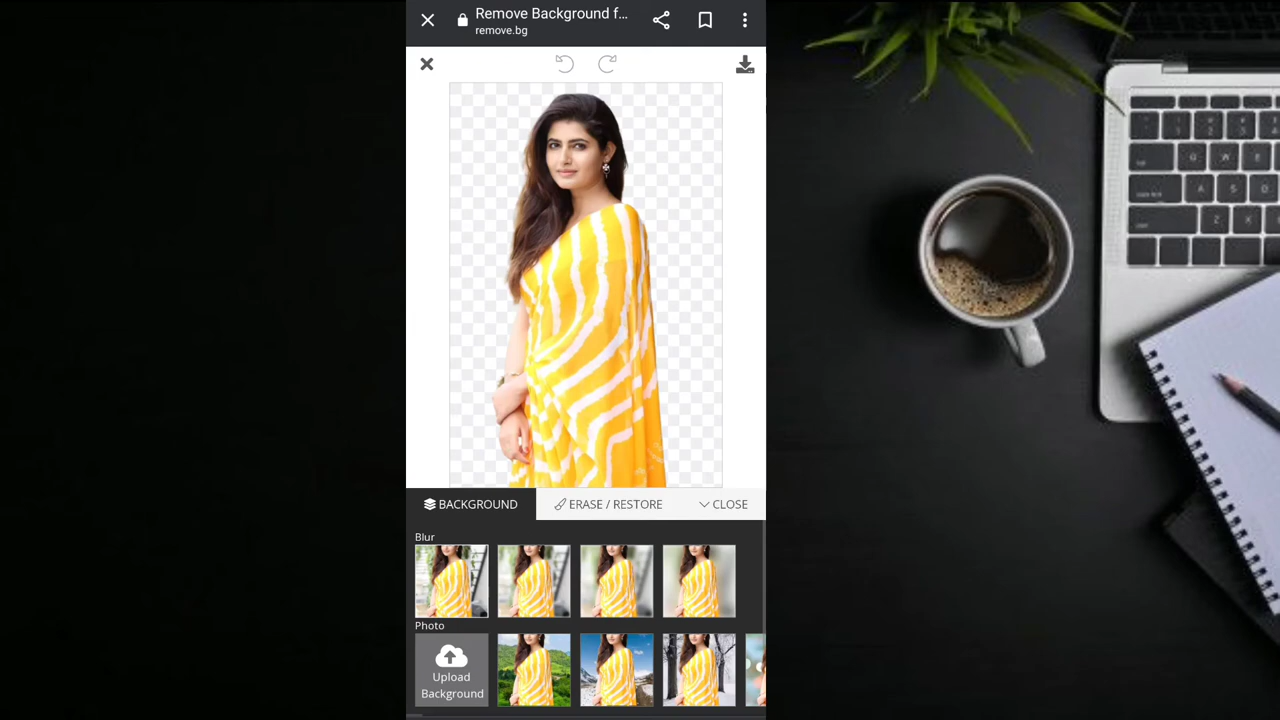 Remove Background f...
remove.bg
BACKGROUND
ERASE / RESTORE
CLOSE
Blur
Photo
Upload
Background
G W E
A S D
Z X